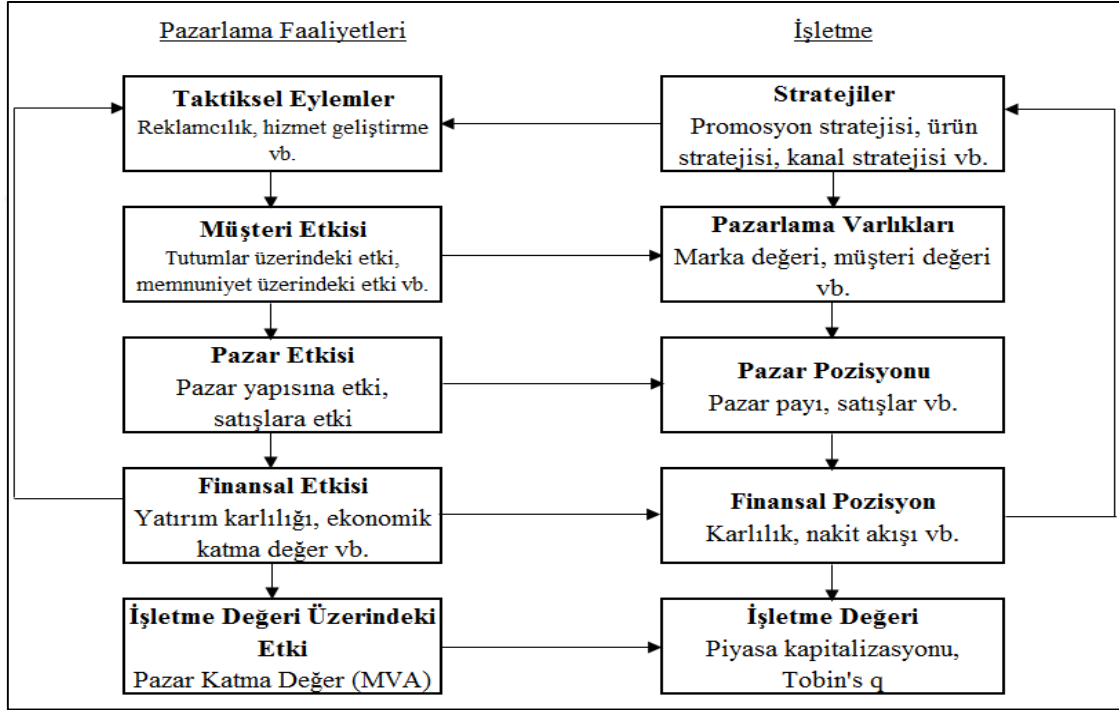 Pazarlama Faaliyetleri
İşletme
Taktiksel Eylemler
Reklamcılık, hizmet geliştirme
vb.
Stratejiler
Promosyon stratejisi, ürün
stratejisi, kanal stratejisi vb.
Müşteri Etkisi
Tutumlar üzerindeki etki,
memnuniyet üzerindeki etki vb.
Pazarlama Varlıkları
Marka değeri, müşteri değeri
vb.
Pazar Etkisi
Pazar yapısına etki,
satışlara etki
Pazar Pozisyonu
Pazar payı, satışlar vb.
Finansal Etkisi
Yatırım karlılığı, ekonomik
katma değer vb.
Finansal Pozisyon
Karlılık, nakit akışı vb.
İşletme Değeri Üzerindeki
Etki
Pazar Katma Değer (MVA)
İşletme Değeri
Piyasa kapitalizasyonu,
Tobin's q